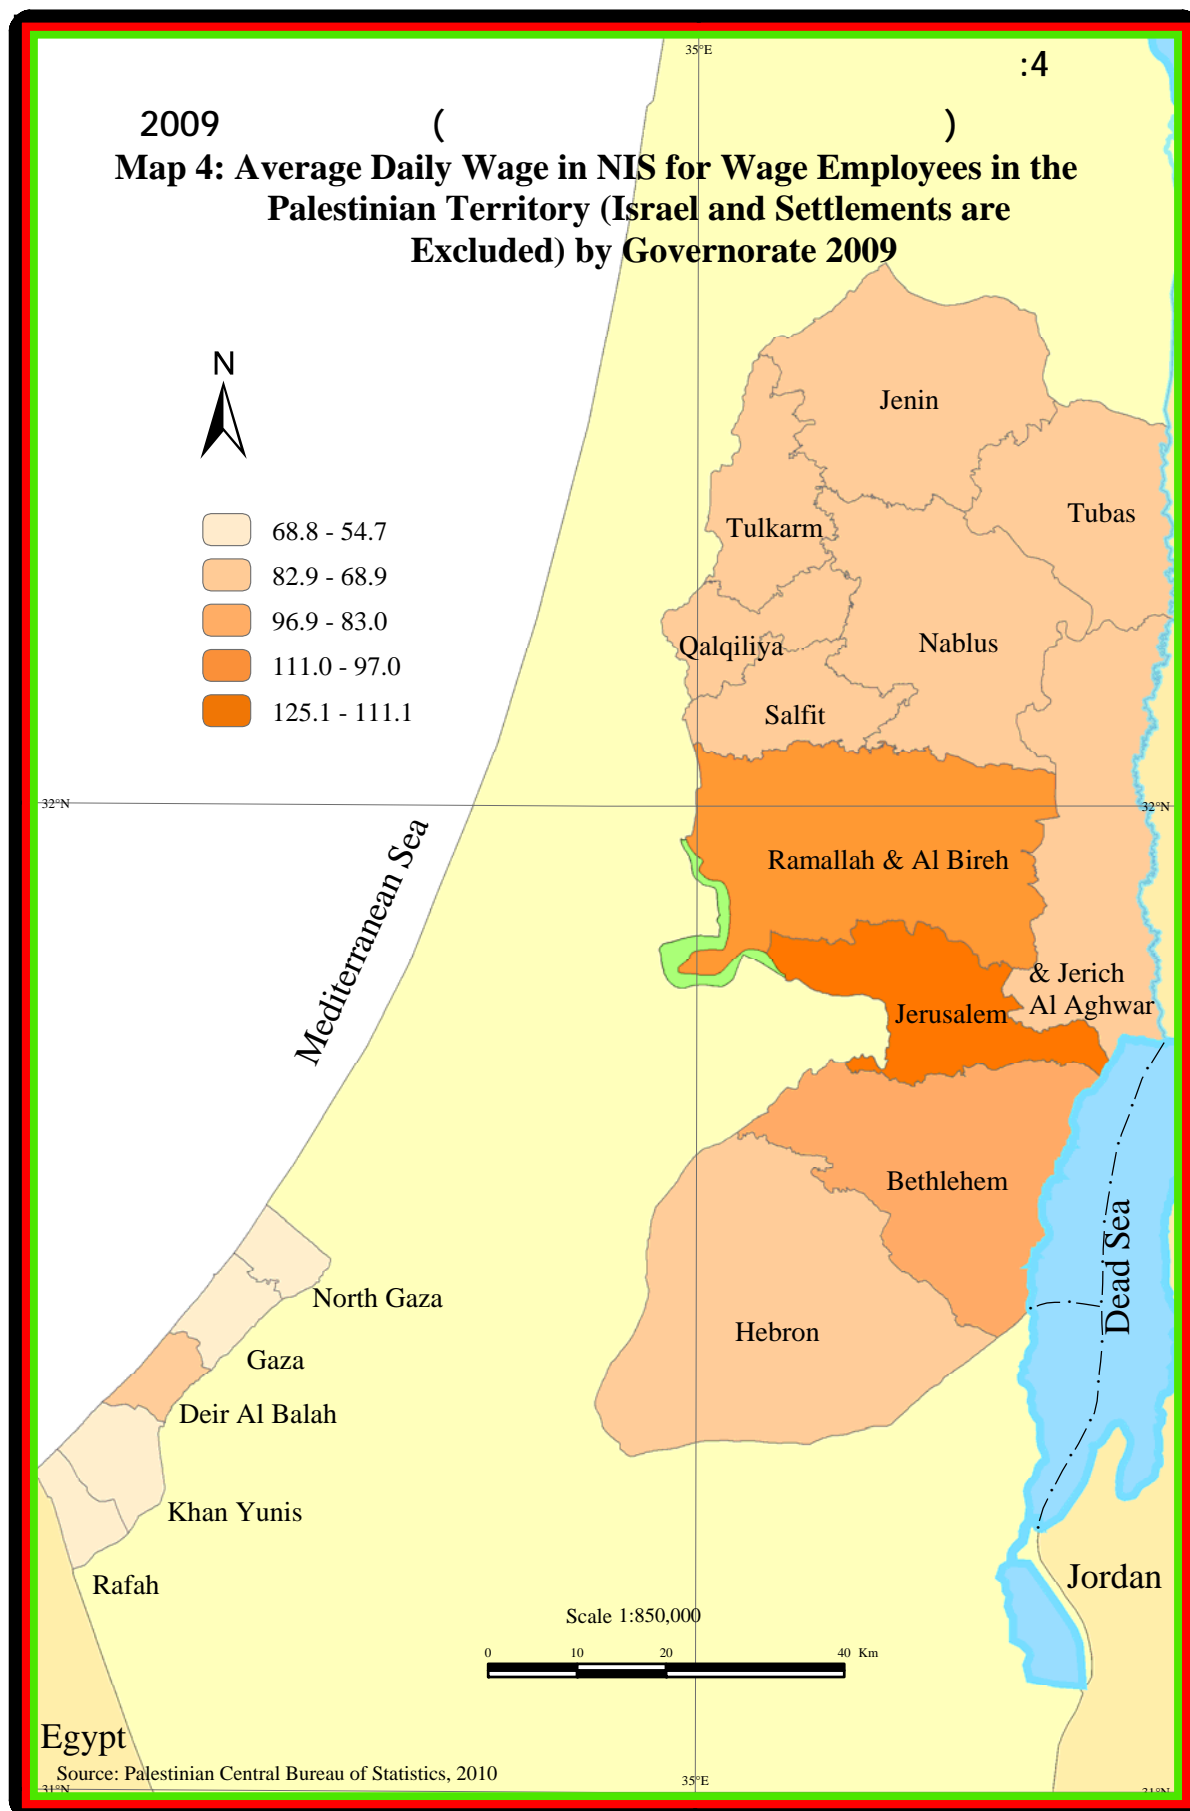 35°E
:4
2009 ( )
Map 4: Average Daily Wage in NIS for Wage Employees in the
Palestinian Territory (Israel and Settlements are
Excluded) by Governorate 2009
N
68.8 - 54.7
82.9 - 68.9
96.9 - 83.0
111.0 - 97.0
125.1 - 111.1
Jenin
Tubas
Tulkarm
Qalqiliya
Nablus
Salfit
32°N
32°N
Mediterranean Sea
Ramallah & Al Bireh
& Jerich
Al Aghwar
Jerusalem
Bethlehem
Dead Sea
North Gaza
Hebron
Gaza
Deir Al Balah
Khan Yunis
Rafah
Jordan
Scale 1:850,000
0 10 20 40 Km
Egypt
Source: Palestinian Central Bureau of Statistics, 2010
35°E
31°N
31°N